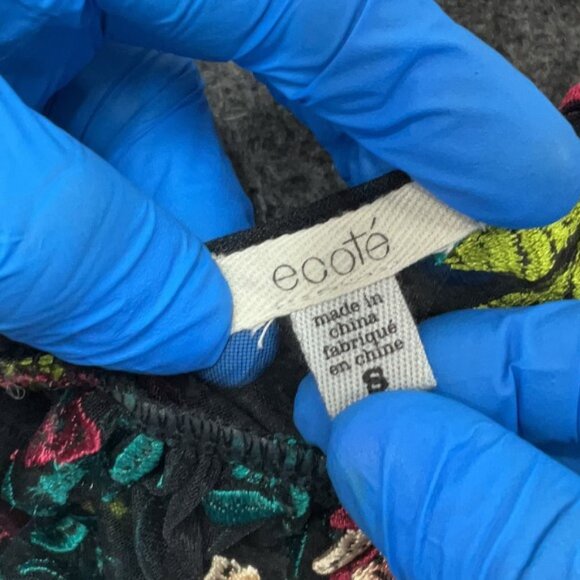 ecoté
made in
china
fabriqué
en chine
S